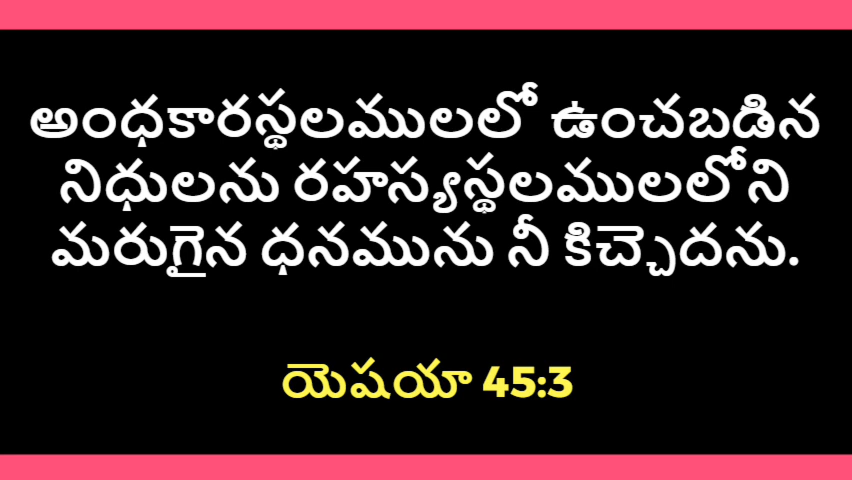 అంధకారస్థలములలో ఉంచబడిన
నిధులను రహస్యస్థలములలోని
మరుగైన ధనమును నీ కిచ్చెదను.
యెషయా 45:3